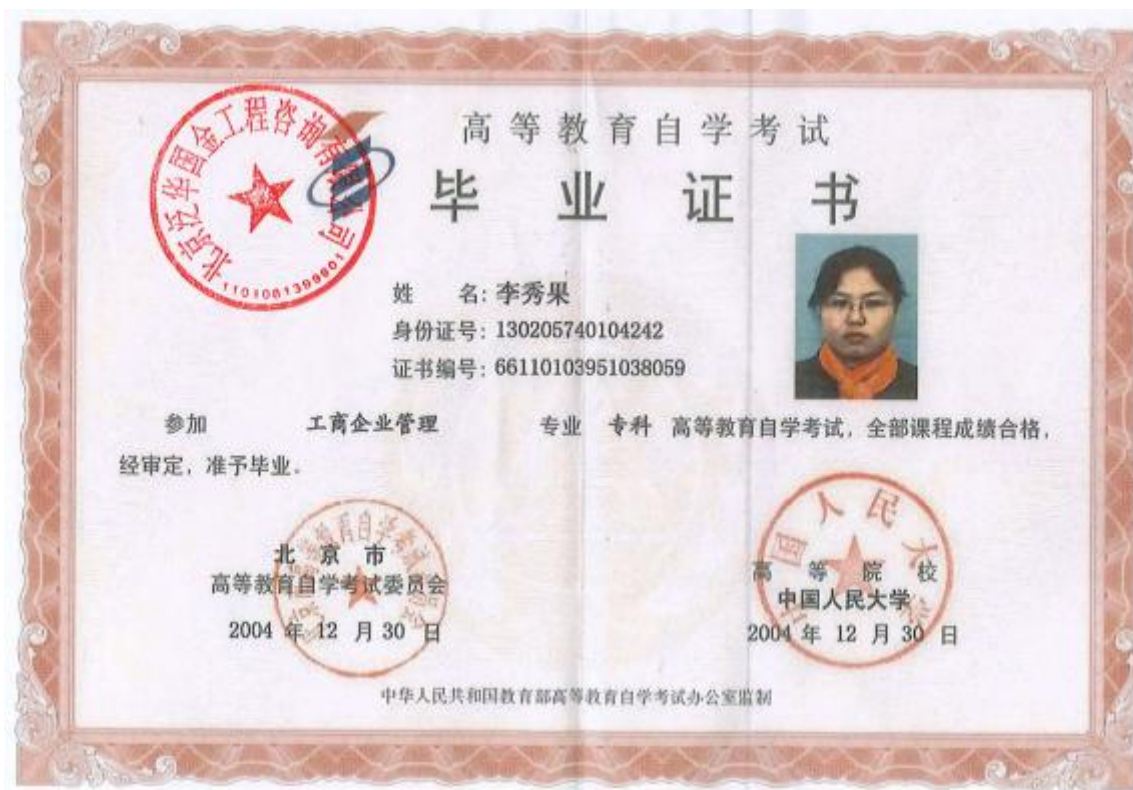 高等教育自学考试
毕业证书
姓 名：李秀果
身份证号：130205740104242
证书编号：66110103951038059
参加 工商企业管理 专业 专科 高等教育自学考试，全部课程成绩合格，
经审定，准予毕业。
北京市
高等教育自学考试委员会
2004 年 12 月 30 日
高等院校
中国人民大学
2004 年 12 月 30 日
中国人民大学
中华人民共和国教育部高等教育自学考试办公室监制